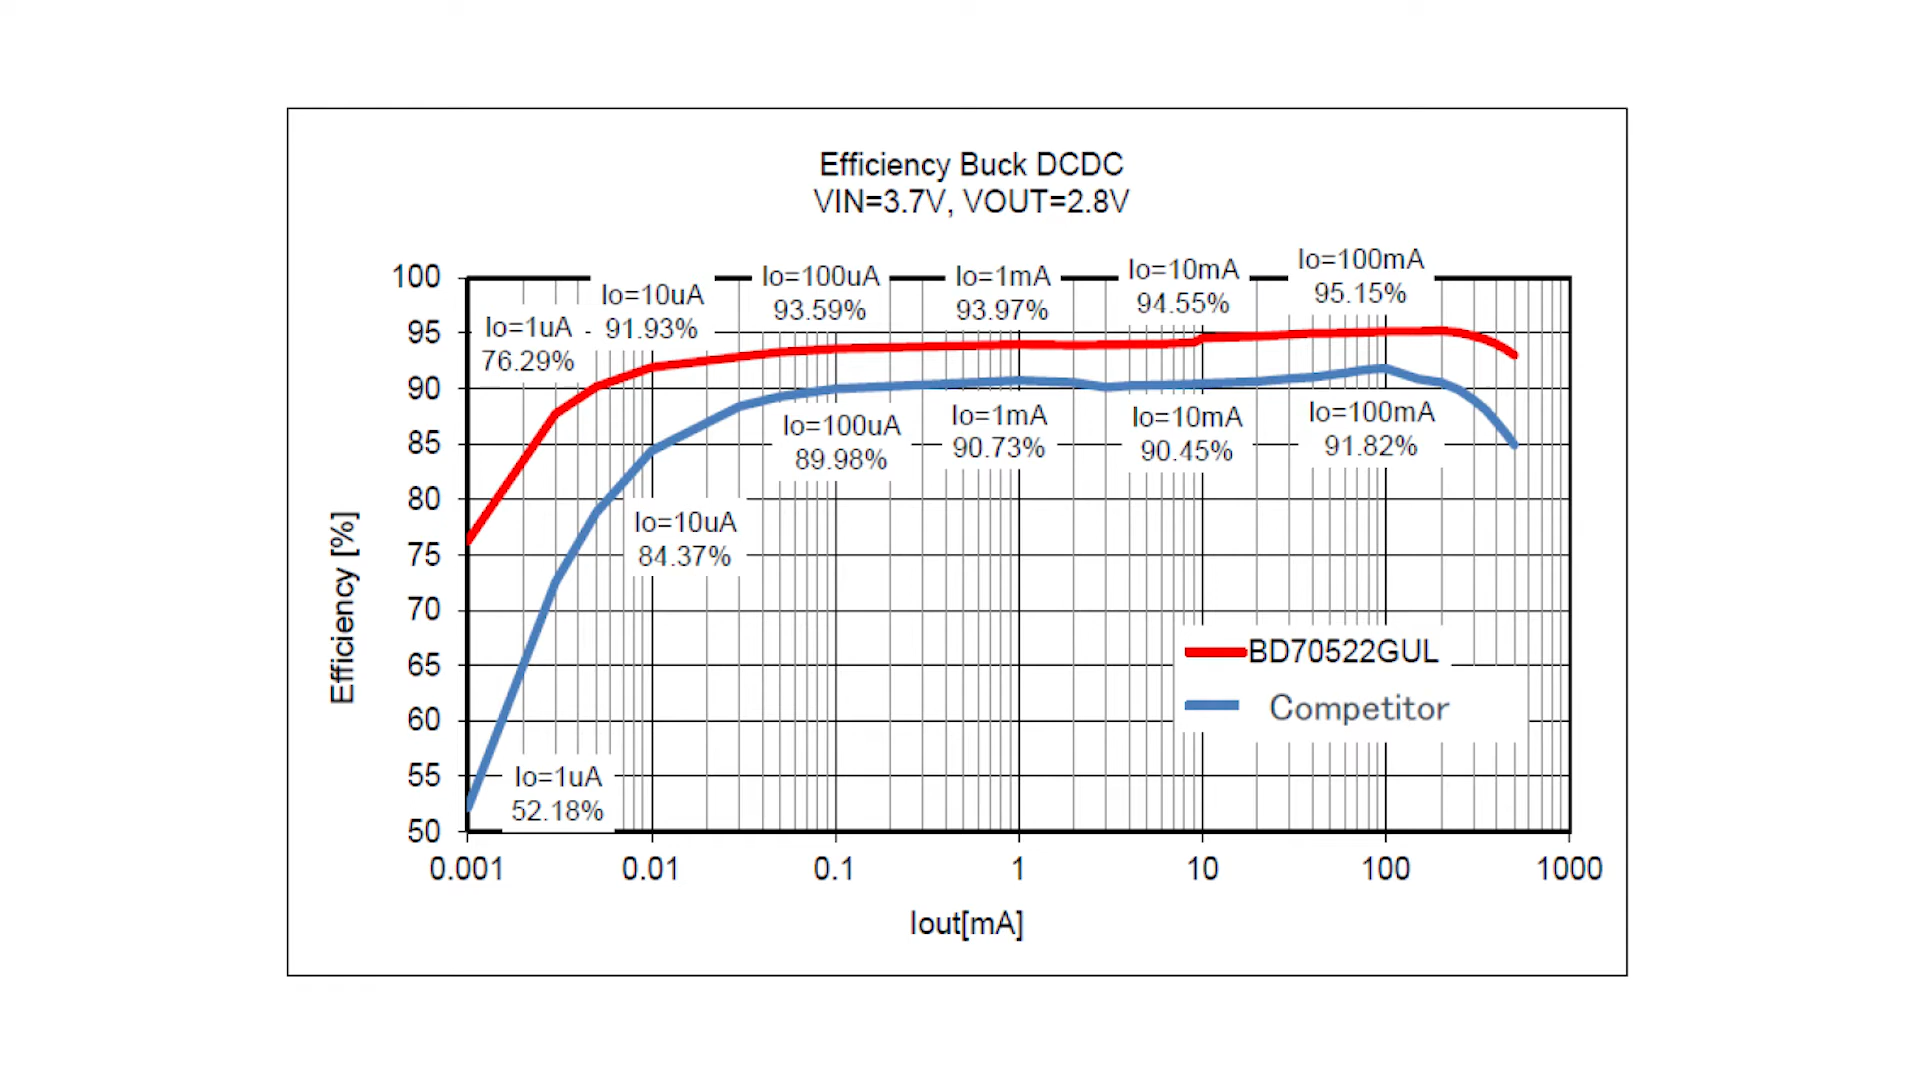 Efficiency Buck DCDC
VIN=3.7V, VOUT=2.8V
Io=1uA
76.29%
Io=10uA
91.93%
Io=100uA
93.59%
Io=1mA
93.97%
Io=10mA
94.55%
Io=100mA
95.15%
Io=1uA
52.18%
Io=10uA
84.37%
Io=100uA
89.98%
Io=1mA
90.73%
Io=10mA
90.45%
Io=100mA
91.82%
BD70522GUL
Competitor
Efficiency [%]
100
95
90
85
80
75
70
65
60
55
50
0.001
0.01
0.1
1
10
100
1000
Iout[mA]